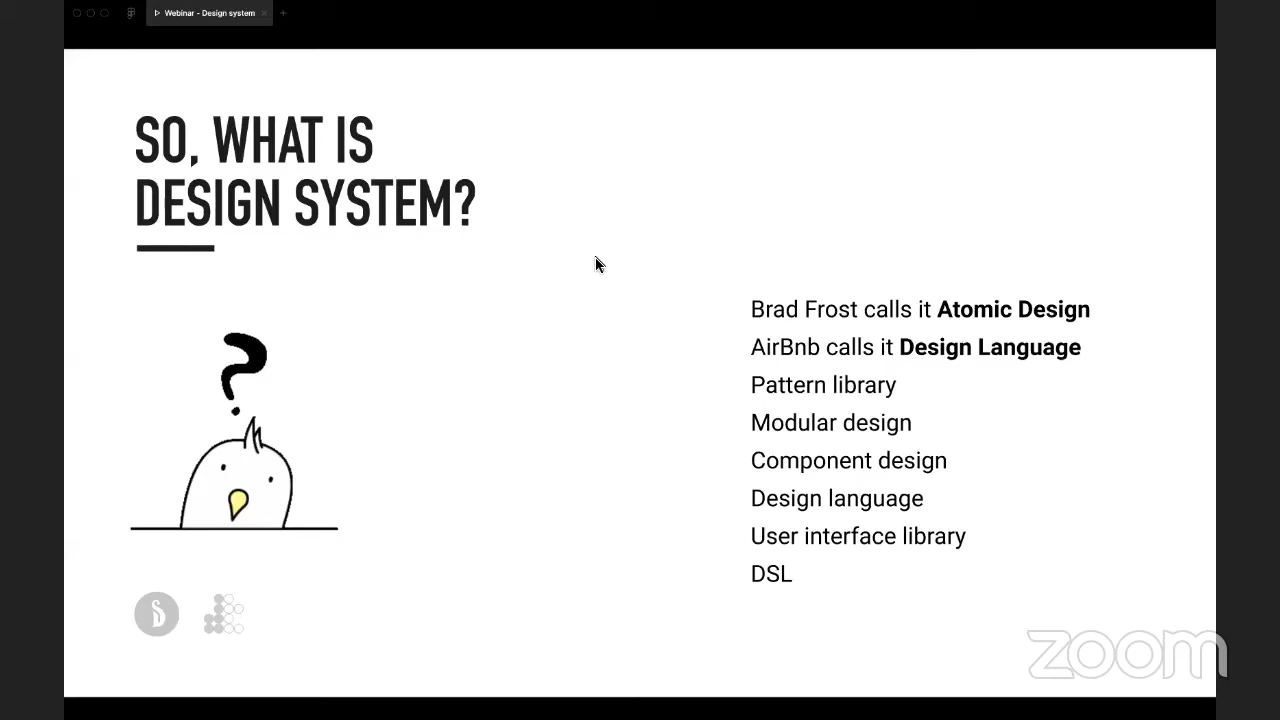 Webinar - Design system
SO, WHAT IS
DESIGN SYSTEM?
Brad Frost calls it Atomic Design
AirBnb calls it Design Language
Pattern library
Modular design
Component design
Design language
User interface library
DSL
?
zoom